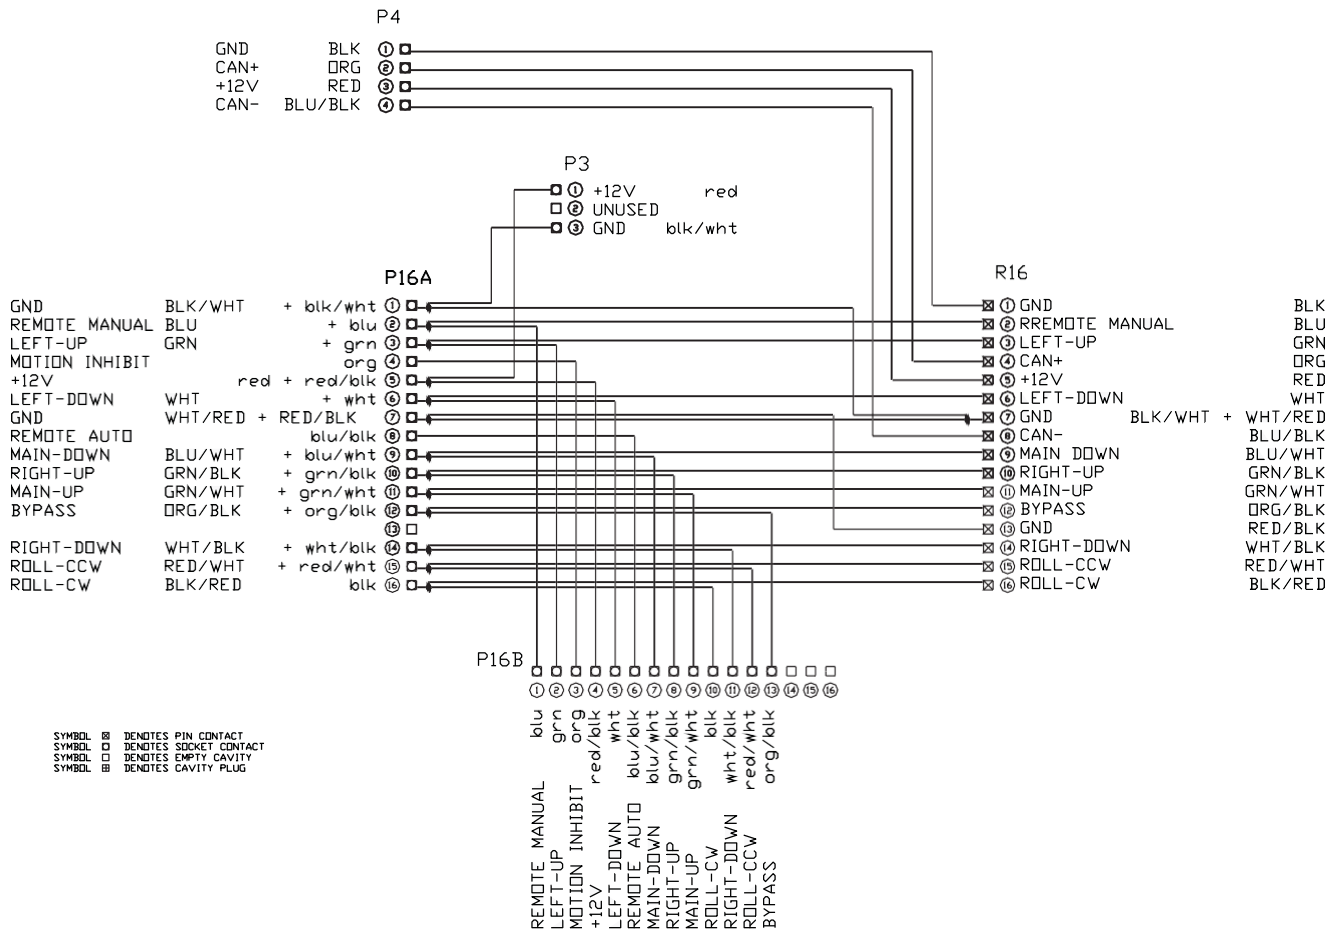 P4
GND BLK 1
CAN+ ORG 2
+12V RED 3
CAN- BLU/BLK 4
P3
1 +12V red
2 UNUSED
3 GND blk/wht
P16A
GND BLK/WHT + blk/wht 1
REMOTE MANUAL BLU + blu 2
LEFT-UP GRN + grn 3
MOTION INHIBIT org 4
+12V red + red/blk 5
LEFT-DOWN WHT + wht 6
GND WHT/RED + RED/BLK 7
REMOTE AUTO blu/blk 8
MAIN-DOWN BLU/WHT + blu/wht 9
RIGHT-UP GRN/BLK + grn/blk 10
MAIN-UP GRN/WHT + grn/wht 11
BYPASS ORG/BLK + org/blk 12
13
RIGHT-DOWN WHT/BLK + wht/blk 14
ROLL-CCW RED/WHT + red/wht 15
ROLL-CW BLK/RED blk 16
R16
1 GND BLK
2 RREMOTE MANUAL BLU
3 LEFT-UP GRN
4 CAN+ ORG
5 +12V RED
6 LEFT-DOWN WHT
7 GND BLK/WHT + WHT/RED
8 CAN- BLU/BLK
9 MAIN DOWN BLU/WHT
10 RIGHT-UP GRN/BLK
11 MAIN-UP GRN/WHT
12 BYPASS ORG/BLK
13 GND RED/BLK
14 RIGHT-DOWN WHT/BLK
15 ROLL-CCW RED/WHT
16 ROLL-CW BLK/RED
P16B
1 blu REMOTE MANUAL
2 grn LEFT-UP
3 org MOTION INHIBIT
4 red/blk +12V
5 wht LEFT-DOWN
6 blu/blk REMOTE AUTO
7 blu/wht MAIN-DOWN
8 grn/blk RIGHT-UP
9 grn/wht MAIN-UP
10 blk ROLL-CW
11 wht/blk RIGHT-DOWN
12 red/wht ROLL-CCW
13 org/blk BYPASS
14
15
16
SYMBOL DENOTES PIN CONTACT
SYMBOL DENOTES SOCKET CONTACT
SYMBOL DENOTES EMPTY CAVITY
SYMBOL DENOTES CAVITY PLUG